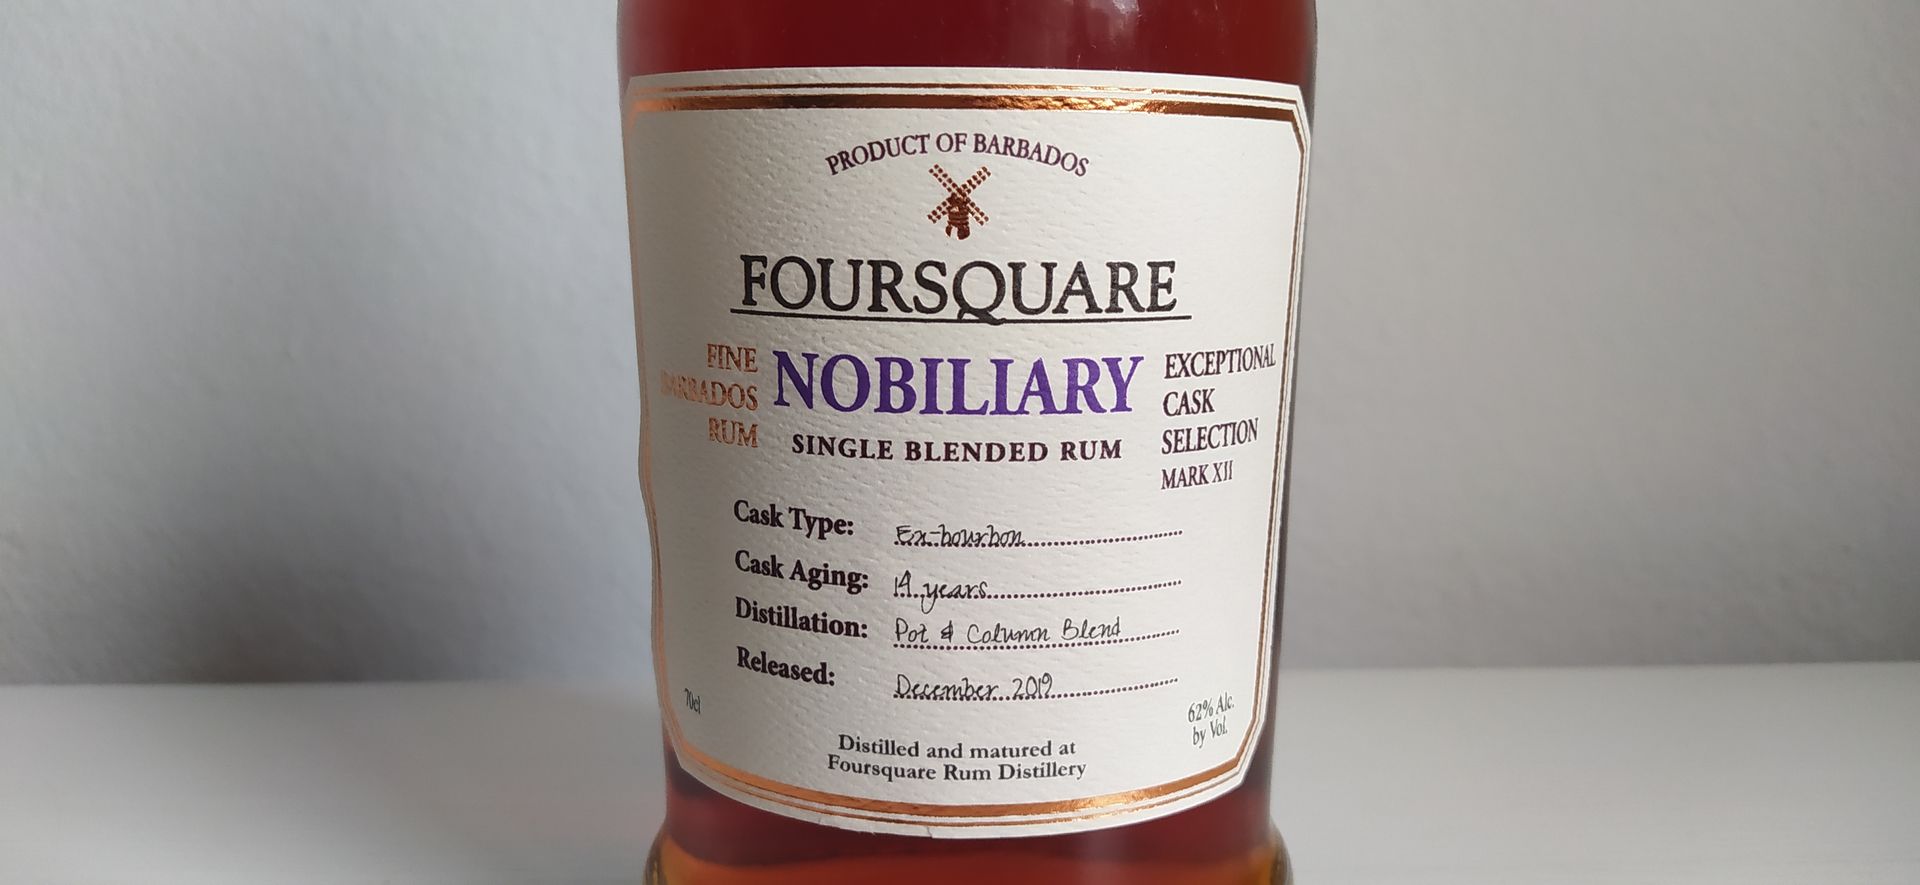 PRODUCT OF BARBADOS
FOURSQUARE
FINE
BARBADOS
RUM
NOBILIARY
SINGLE BLENDED RUM
EXCEPTIONAL
CASK
SELECTION
MARK XII
Cask Type: Ex-bourbon
Cask Aging: 14 years
Distillation: Pot & Column Blend
Released: December 2019
70cl
62% Alc.
by Vol.
Distilled and matured at
Foursquare Rum Distillery